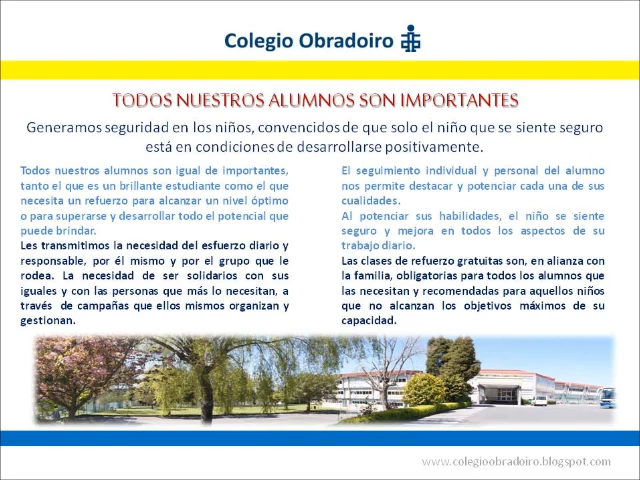 Colegio Obradoiro
TODOS NUESTROS ALUMNOS SON IMPORTANTES
Generamos seguridad en los niños, convencidos de que solo el niño que se siente seguro
está en condiciones de desarrollarse positivamente.
Todos nuestros alumnos son igual de importantes,
tanto el que es un brillante estudiante como el que
necesita un refuerzo para alcanzar un nivel óptimo
o para superarse y desarrollar todo el potencial que
puede brindar.
Les transmitimos la necesidad del esfuerzo diario y
responsable, por él mismo y por el grupo que le
rodea. La necesidad de ser solidarios con sus
iguales y con las personas que más lo necesitan, a
través de campañas que ellos mismos organizan y
gestionan.
El seguimiento individual y personal del alumno
nos permite destacar y potenciar cada una de sus
cualidades.
Al potenciar sus habilidades, el niño se siente
seguro y mejora en todos los aspectos de su
trabajo diario.
Las clases de refuerzo gratuitas son, en alianza con
la familia, obligatorias para todos los alumnos que
las necesitan y recomendadas para aquellos niños
que no alcanzan los objetivos máximos de su
capacidad.
www.colegioobradoiro.blogspot.com